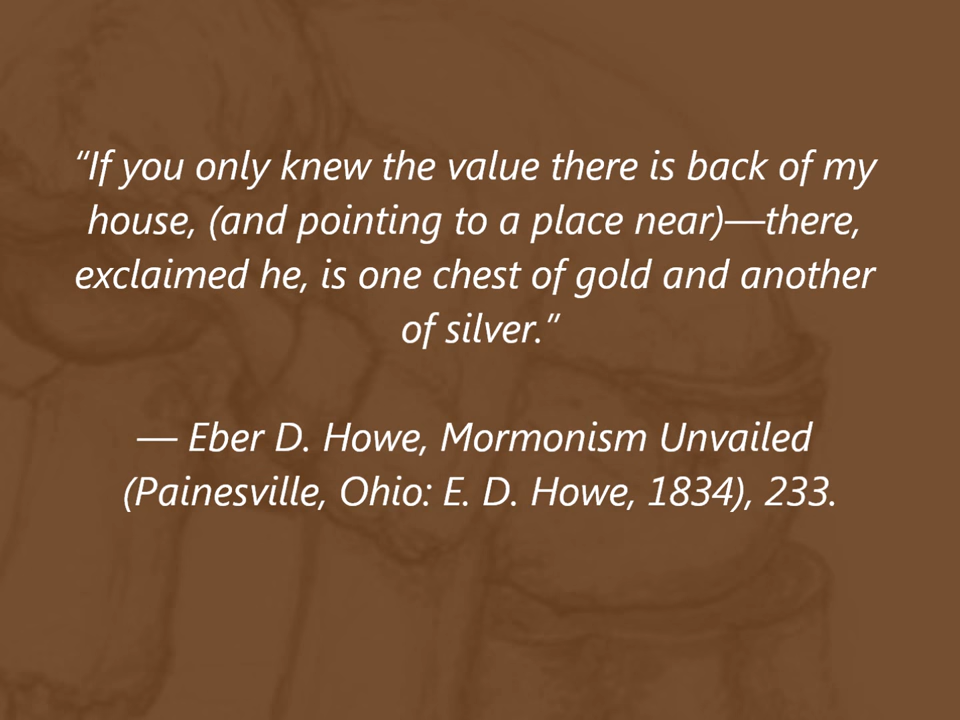 “If you only knew the value there is back of my
house, (and pointing to a place near)—there,
exclaimed he, is one chest of gold and another
of silver.”
— Eber D. Howe, Mormonism Unvailed
(Painesville, Ohio: E. D. Howe, 1834), 233.